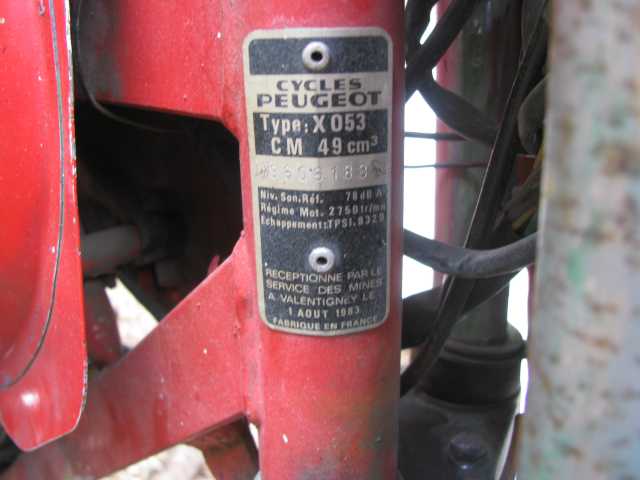 CYCLES
PEUGEOT
Type: X 053
CM 49 cm³
Niv. Son. Réf. 78 dB A
Régime Mot. 2750 tr/mn
Echappement: TPSI.
RECEPTIONNE PAR LE
SERVICE DES MINES
A VALENTIGNEY LE
1 AOUT 1983
FABRIQUE EN FRANCE